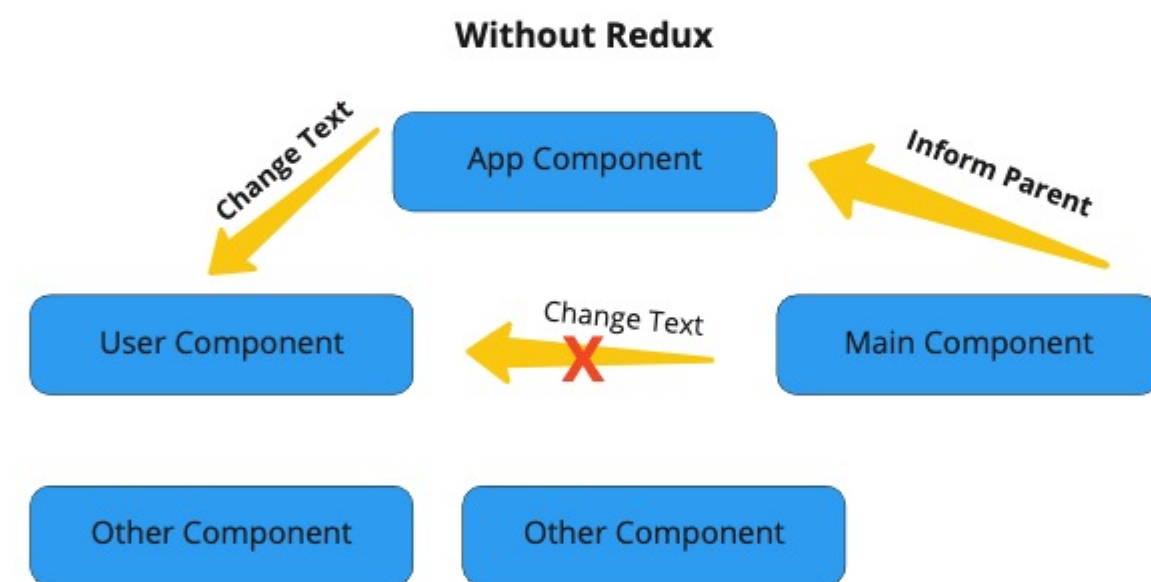 Without Redux
Change Text
App Component
Inform Parent
User Component
Change Text
X
Main Component
Other Component
Other Component